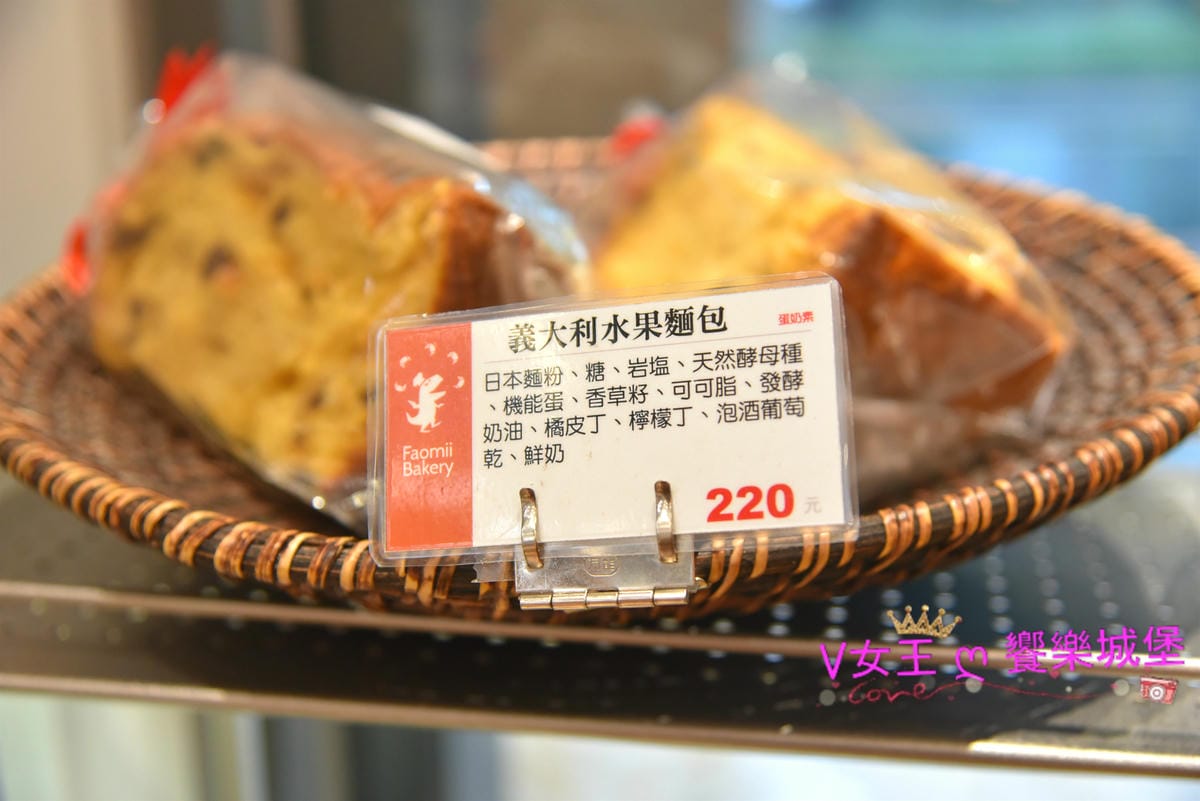 義大利水果麵包
蛋奶素
日本麵粉、糖、岩塩、天然酵母種
、機能蛋、香草籽、可可脂、發酵
奶油、橘皮丁、檸檬丁、泡酒葡萄
乾、鮮奶
Faomii
Bakery
220元
V女王ღ饗樂城堡
Love